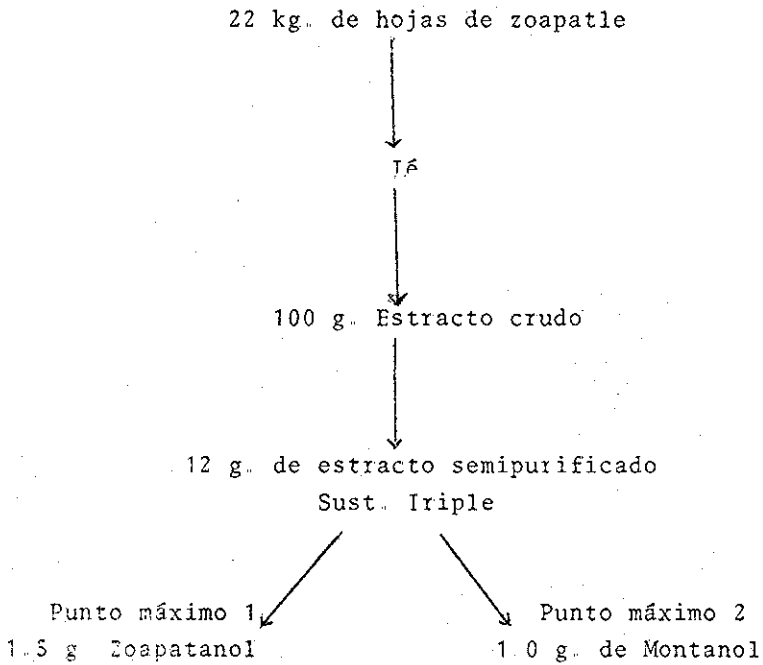 22 kg. de hojas de zoapatle
Té
100 g. Estracto crudo
12 g. de estracto semipurificado
Sust. Triple
Punto máximo 1
Punto máximo 2
1.5 g Zoapatanol
1.0 g. de Montanol